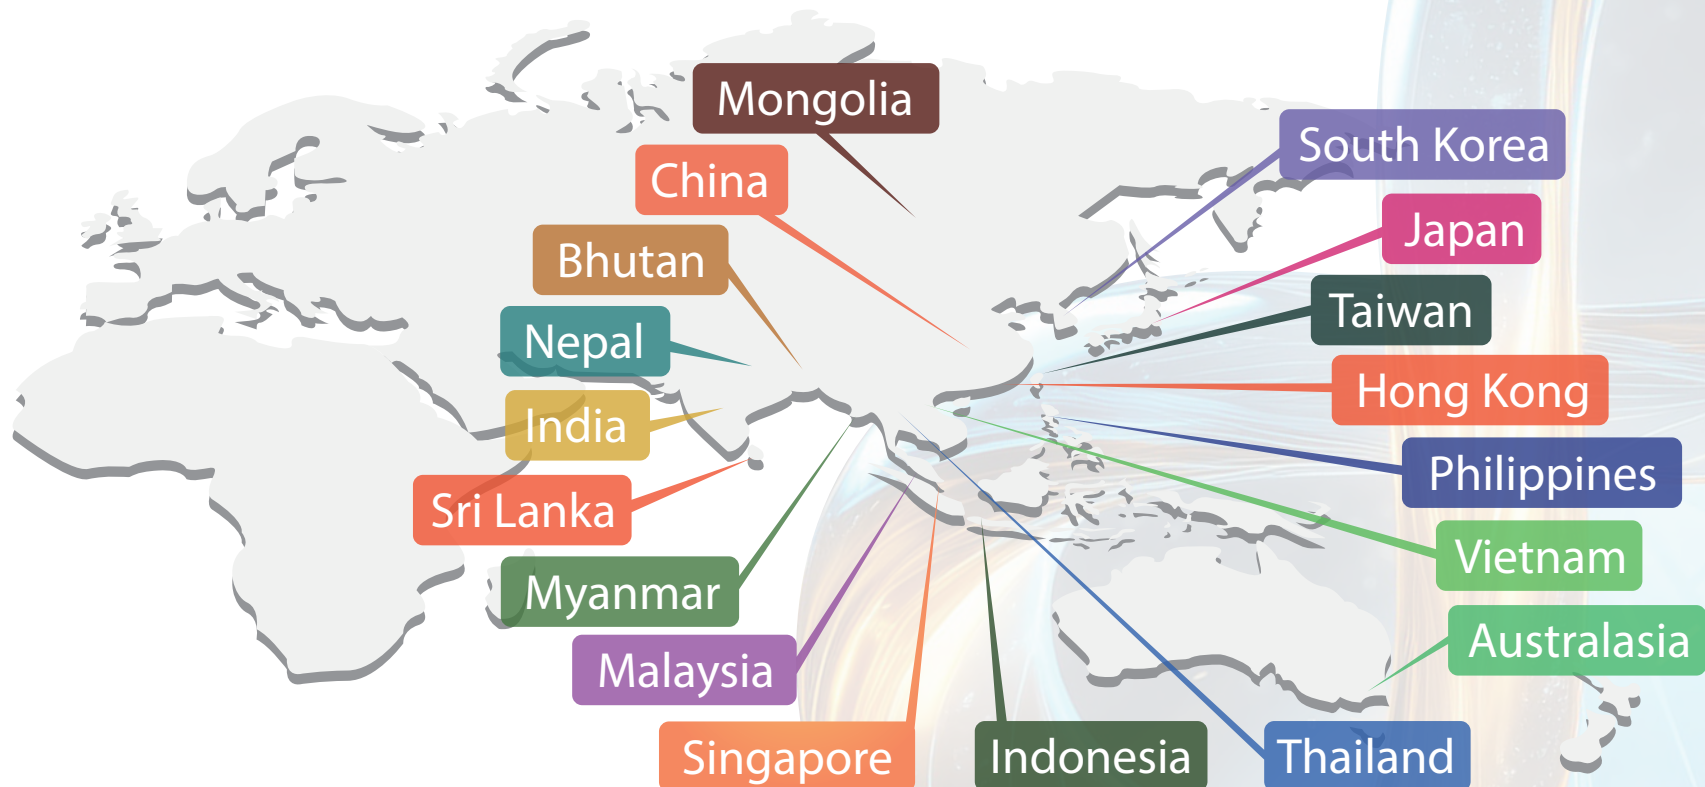 Mongolia
China
Bhutan
Nepal
India
Sri Lanka
Myanmar
Malaysia
Singapore
Indonesia
Thailand
South Korea
Japan
Taiwan
Hong Kong
Philippines
Vietnam
Australasia